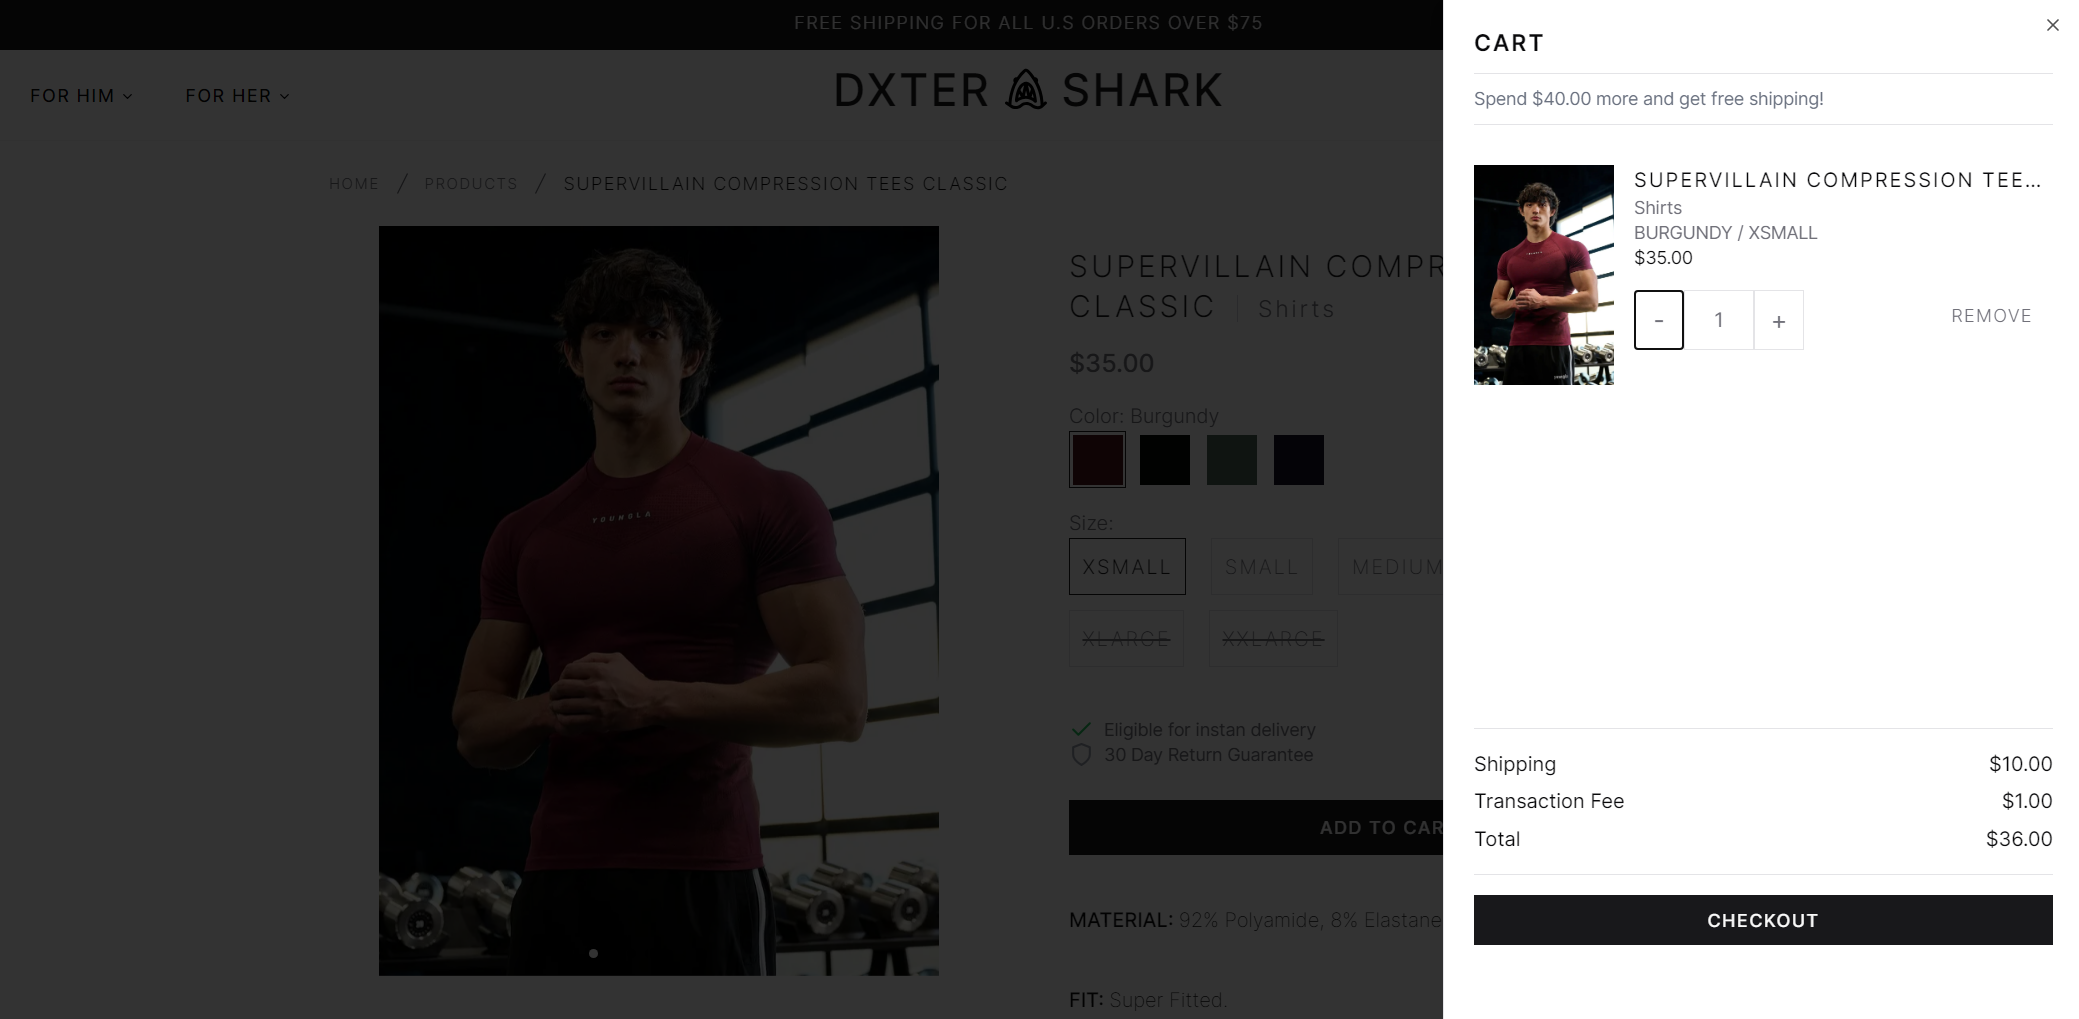 FREE SHIPPING FOR ALL U.S ORDERS OVER $75
FOR HIM
FOR HER
DXTER SHARK
HOME / PRODUCTS / SUPERVILLAIN COMPRESSION TEES CLASSIC
YOUNGLA
SUPERVILLAIN COMPR
CLASSIC | Shirts
$35.00
Color: Burgundy
Size:
XSMALL SMALL MEDIUM
XLARGE XXLARGE
Eligible for instan delivery
30 Day Return Guarantee
ADD TO CAR
MATERIAL: 92% Polyamide, 8% Elastane
FIT: Super Fitted.
CART
Spend $40.00 more and get free shipping!
SUPERVILLAIN COMPRESSION TEE...
Shirts
BURGUNDY / XSMALL
$35.00
- 1 +
REMOVE
Shipping $10.00
Transaction Fee $1.00
Total $36.00
CHECKOUT